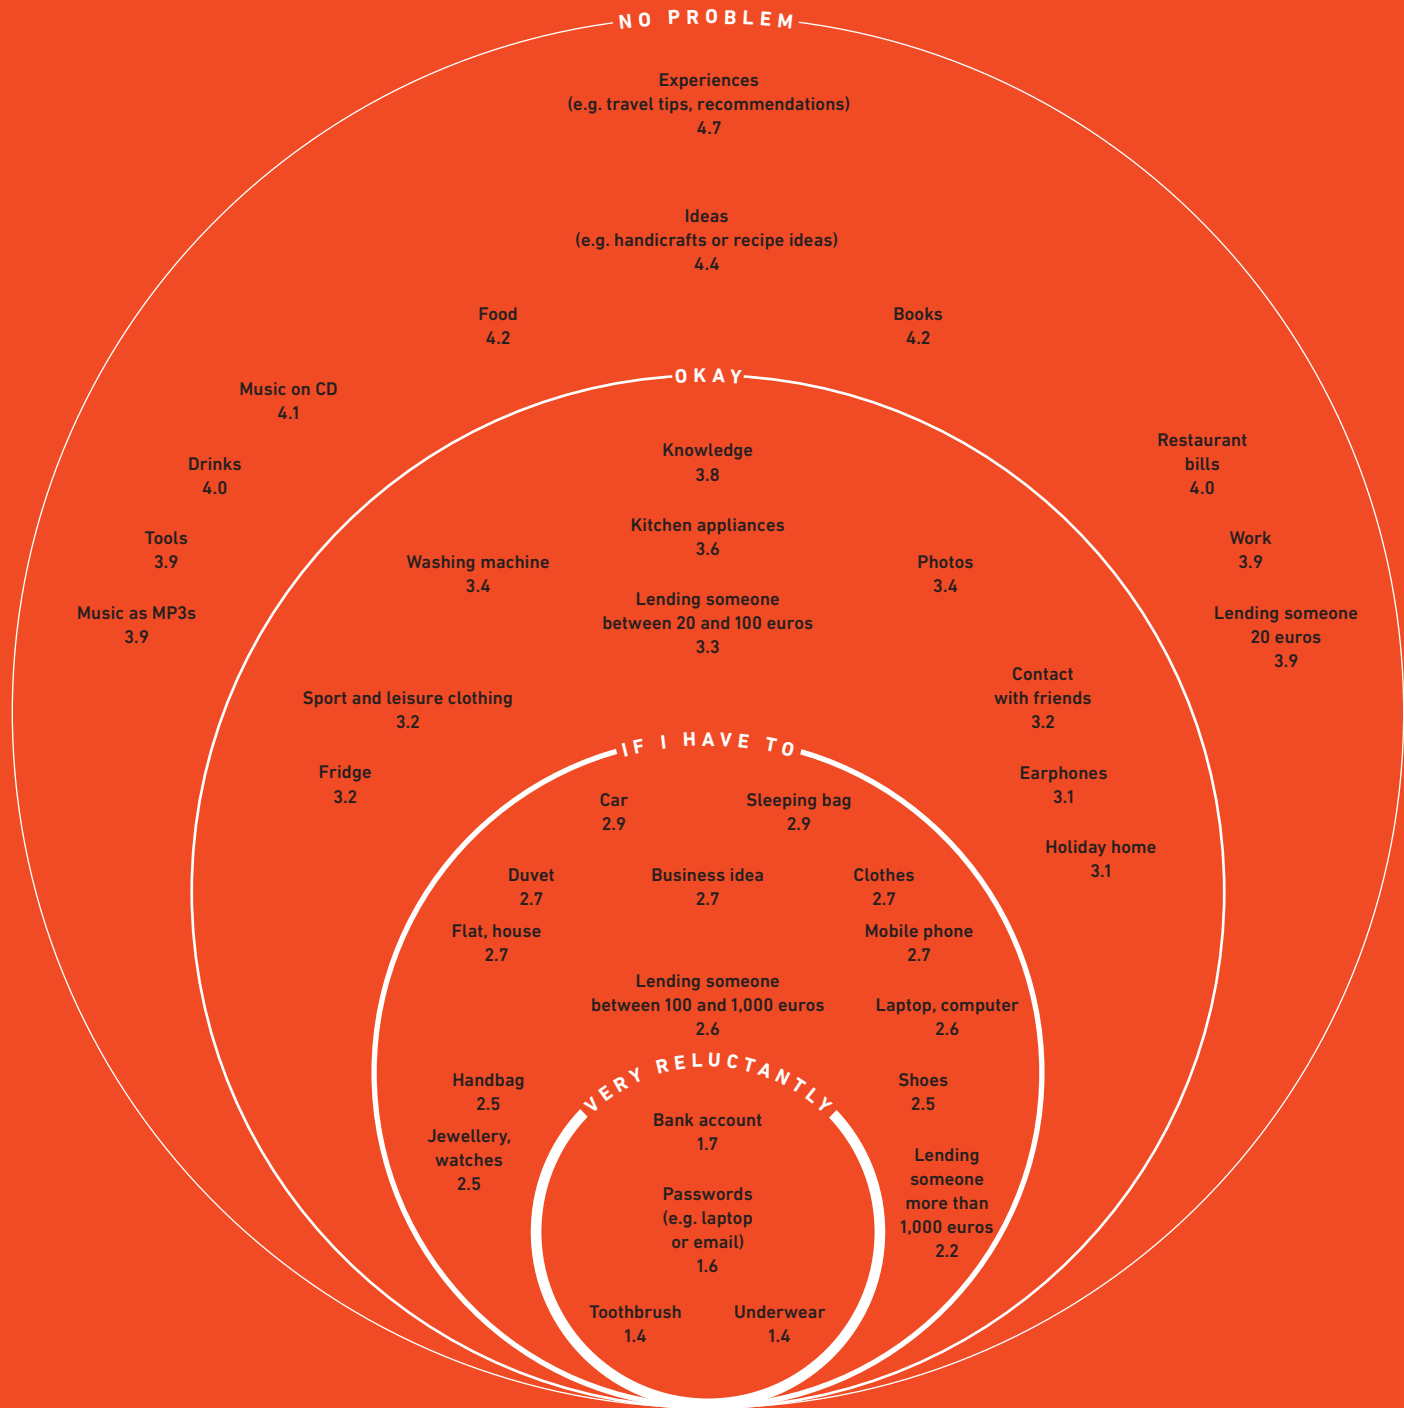 NO PROBLEM
Experiences
(e.g. travel tips, recommendations)
4.7
Ideas
(e.g. handicrafts or recipe ideas)
4.4
Food
4.2
Books
4.2
Music on CD
4.1
Drinks
4.0
Restaurant
bills
4.0
Tools
3.9
Work
3.9
Music as MP3s
3.9
Lending someone
20 euros
3.9
OKAY
Knowledge
3.8
Kitchen appliances
3.6
Washing machine
3.4
Photos
3.4
Lending someone
between 20 and 100 euros
3.3
Sport and leisure clothing
3.2
Contact
with friends
3.2
Fridge
3.2
Earphones
3.1
Holiday home
3.1
IF I HAVE TO
Car
2.9
Sleeping bag
2.9
Duvet
2.7
Business idea
2.7
Clothes
2.7
Flat, house
2.7
Mobile phone
2.7
Lending someone
between 100 and 1,000 euros
2.6
Laptop, computer
2.6
Handbag
2.5
Shoes
2.5
Jewellery,
watches
2.5
Lending
someone
more than
1,000 euros
2.2
VERY RELUCTANTLY
Bank account
1.7
Passwords
(e.g. laptop
or email)
1.6
Toothbrush
1.4
Underwear
1.4